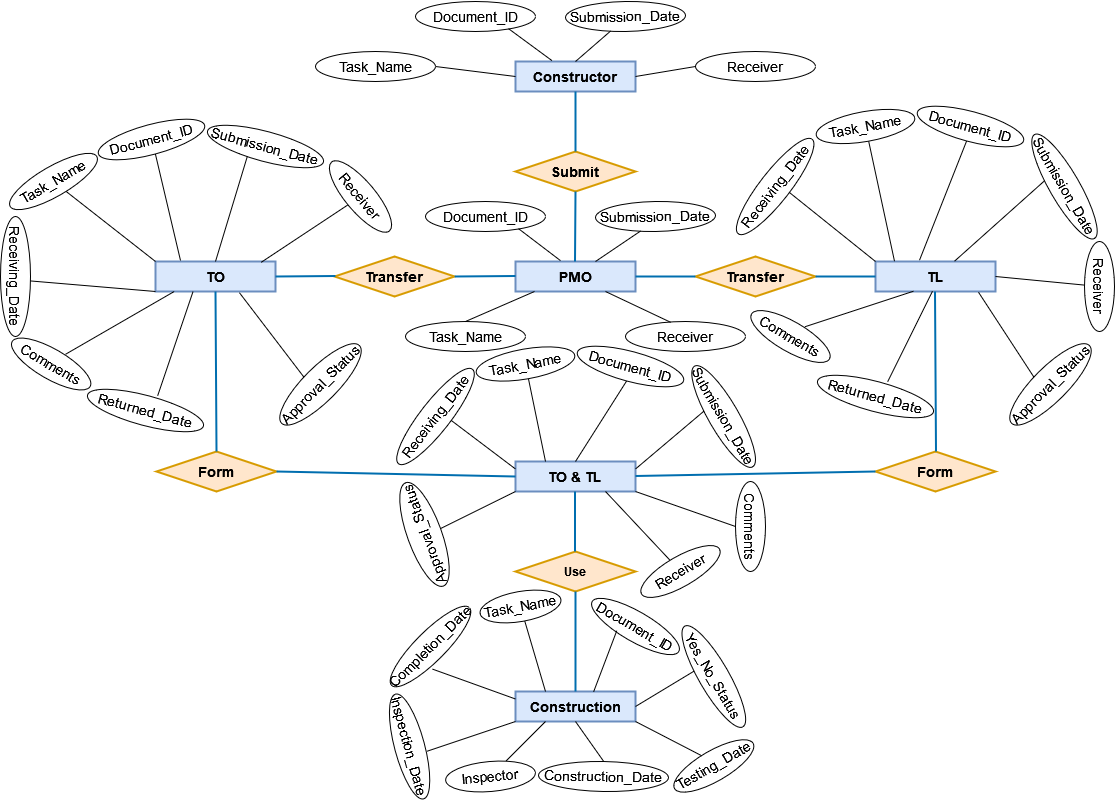 Document_ID
Submission_Date
Task_Name
Constructor
Receiver
Submit
Task_Name
Document_ID
Submission_Date
Receiver
Receiving_Date
TO
Comments
Returned_Date
Approval_Status
Transfer
Document_ID
Submission_Date
PMO
Task_Name
Receiver
Transfer
Receiving_Date
Task_Name
Document_ID
Submission_Date
Receiver
TL
Comments
Returned_Date
Approval_Status
Form
Receiving_Date
Task_Name
Document_ID
Submission_Date
TO & TL
Form
Approval_Status
Comments
Receiver
Use
Completion_Date
Task_Name
Document_ID
Yes_No_Status
Construction
Inspection_Date
Inspector
Construction_Date
Testing_Date